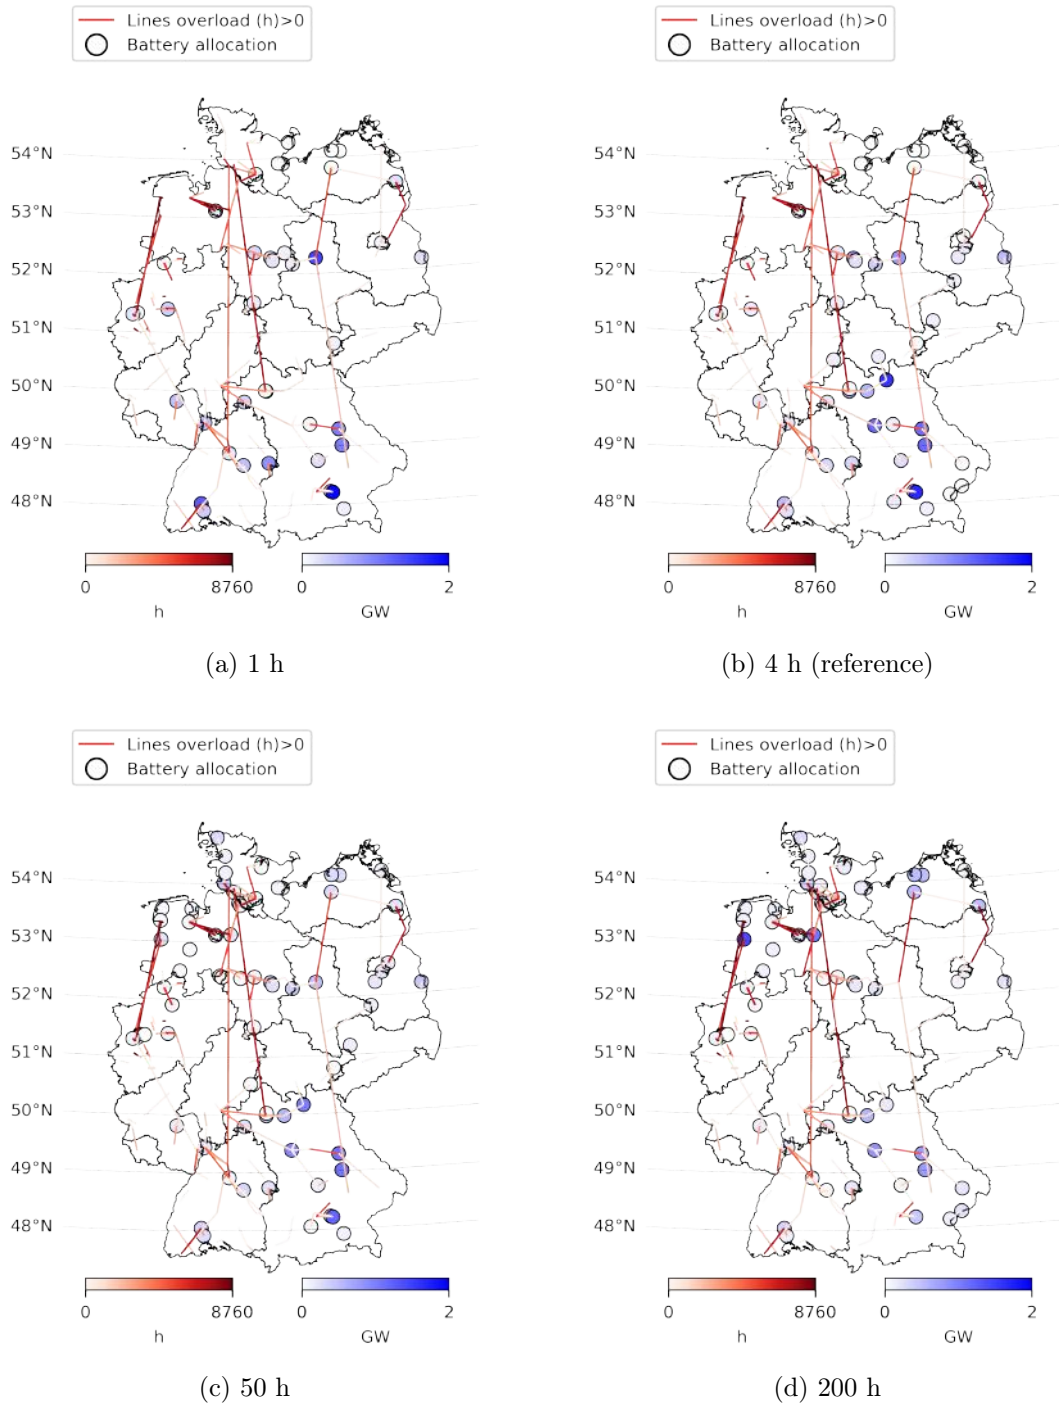 Lines overload (h)>0
Battery allocation
54°N
53°N
52°N
51°N
50°N
49°N
48°N
0 8760
h
0 2
GW
(a) 1 h
Lines overload (h)>0
Battery allocation
54°N
53°N
52°N
51°N
50°N
49°N
48°N
0 8760
h
0 2
GW
(b) 4 h (reference)
Lines overload (h)>0
Battery allocation
54°N
53°N
52°N
51°N
50°N
49°N
48°N
0 8760
h
0 2
GW
(c) 50 h
Lines overload (h)>0
Battery allocation
54°N
53°N
52°N
51°N
50°N
49°N
48°N
0 8760
h
0 2
GW
(d) 200 h